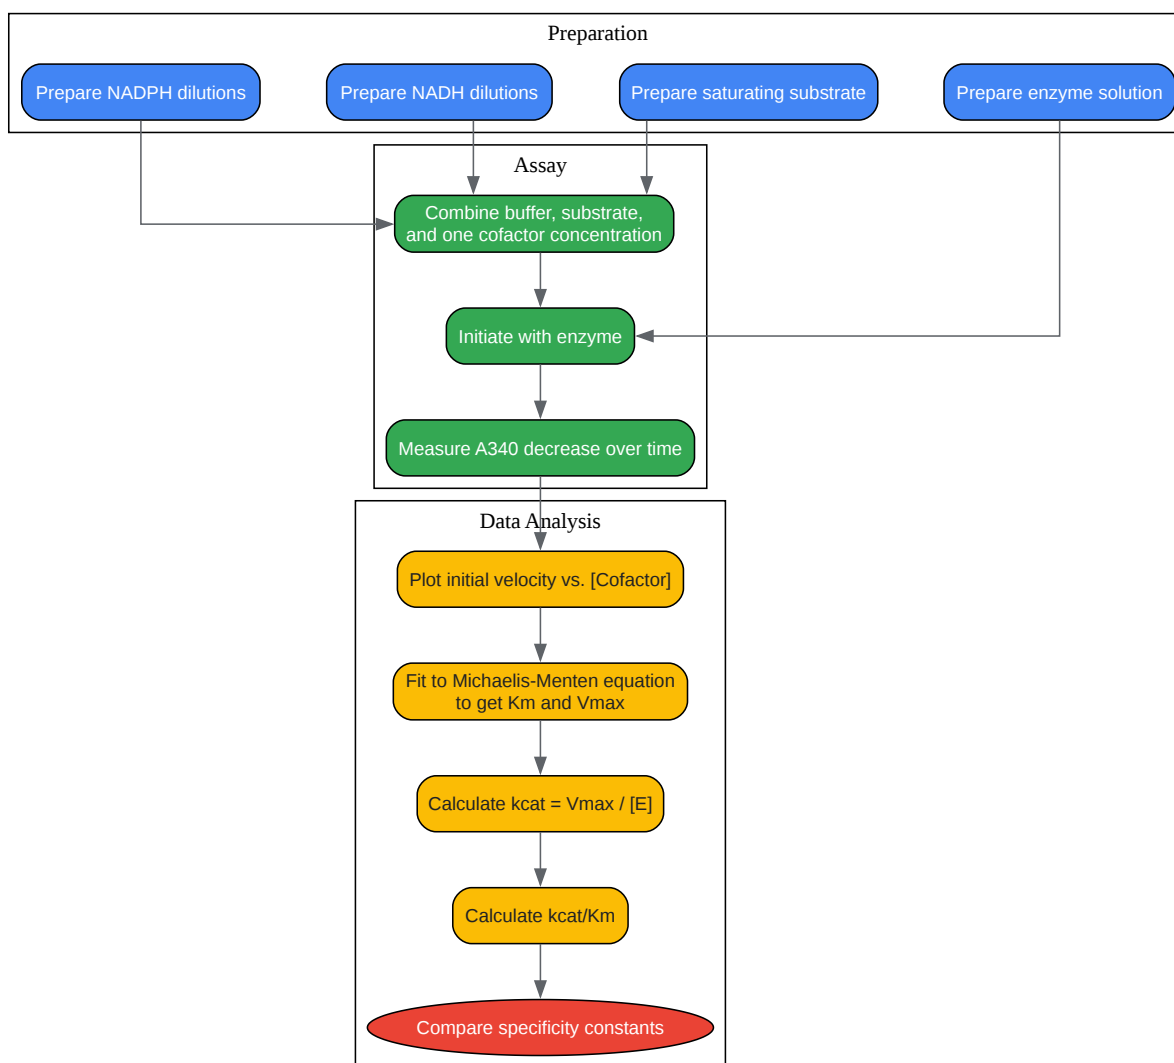 Preparation
Prepare NADPH dilutions
Prepare NADH dilutions
Prepare saturating substrate
Prepare enzyme solution
Assay
Combine buffer, substrate,
and one cofactor concentration
Initiate with enzyme
Measure A340 decrease over time
Data Analysis
Plot initial velocity vs. [Cofactor]
Fit to Michaelis-Menten equation
to get Km and Vmax
Calculate kcat = Vmax / [E]
Calculate kcat/Km
Compare specificity constants